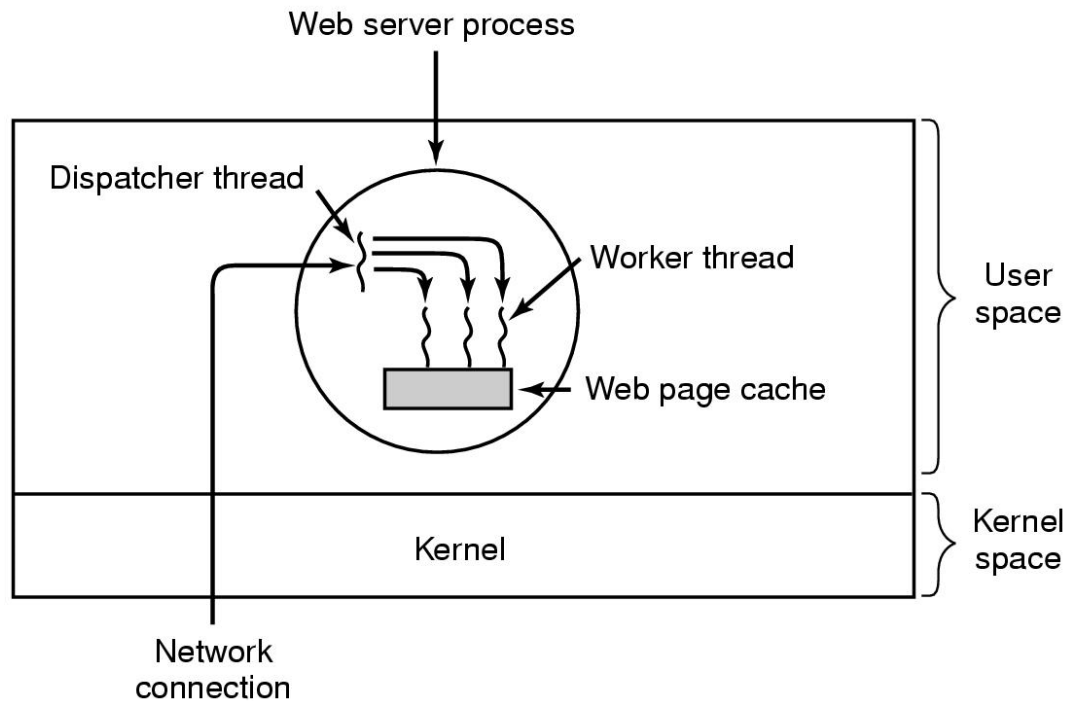 Web server process
Dispatcher thread
Worker thread
Web page cache
User
space
Kernel
Kernel
space
Network
connection